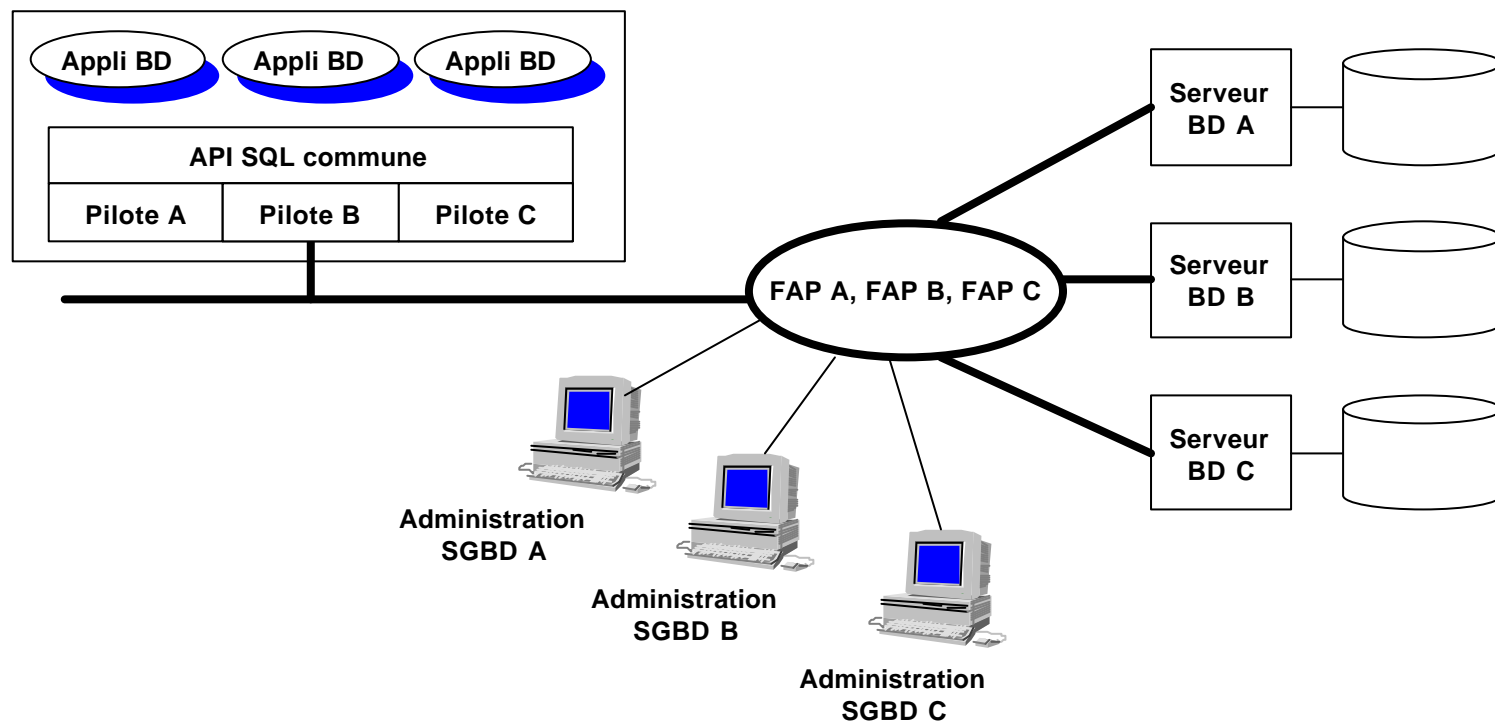 Appli BD
Appli BD
Appli BD
API SQL commune
Pilote A
Pilote B
Pilote C
FAP A, FAP B, FAP C
Serveur
BD A
Serveur
BD B
Serveur
BD C
Administration
SGBD A
Administration
SGBD B
Administration
SGBD C